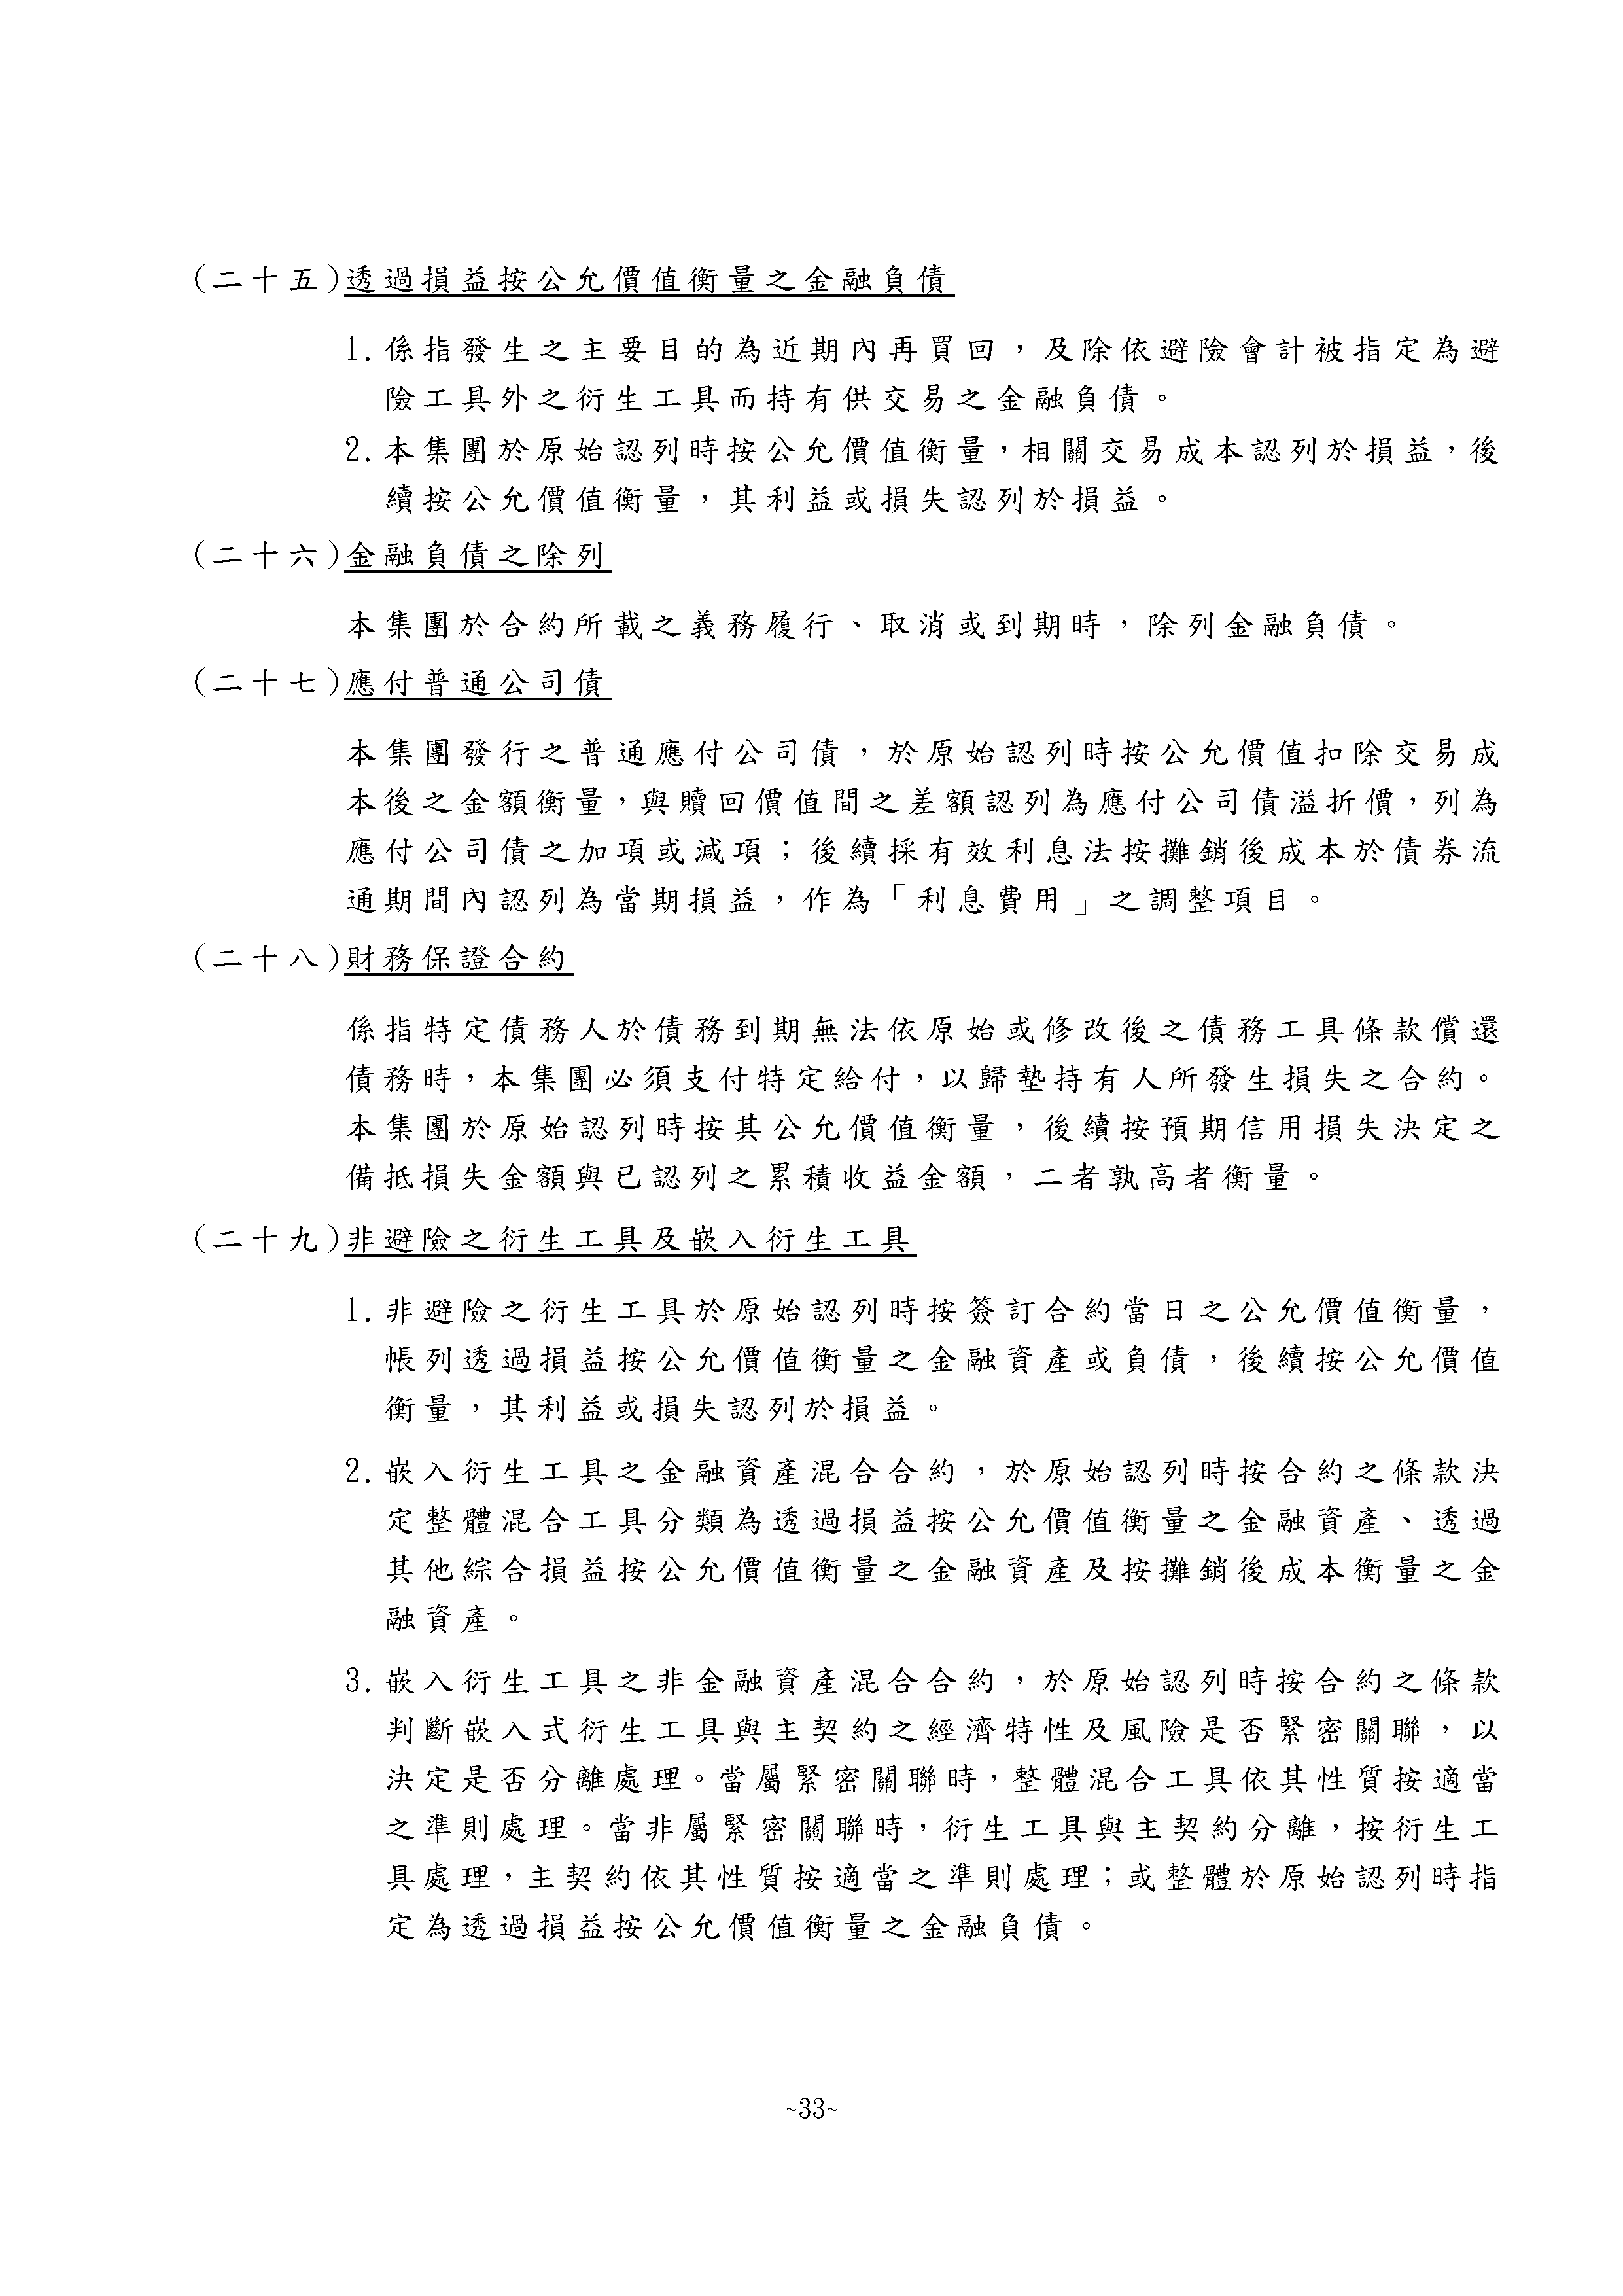 (二十五)透過損益按公允價值衡量之金融負債
1.係指發生之主要目的為近期內再買回，及除依避險會計被指定為避
險工具外之衍生工具而持有供交易之金融負債。
2.本集團於原始認列時按公允價值衡量，相關交易成本認列於損益，後
續按公允價值衡量，其利益或損失認列於損益。
(二十六)金融負債之除列
本集團於合約所載之義務履行、取消或到期時，除列金融負債。
(二十七)應付普通公司債
本集團發行之普通應付公司債，於原始認列時按公允價值扣除交易成
本後之金額衡量，與贖回價值間之差額認列為應付公司債溢折價，列為
應付公司債之加項或減項；後續採有效利息法按攤銷後成本於債券流
通期間內認列為當期損益，作為「利息費用」之調整項目。
(二十八)財務保證合約
係指特定債務人於債務到期無法依原始或修改後之債務工具條款償還
債務時，本集團必須支付特定給付，以歸墊持有人所發生損失之合約。
本集團於原始認列時按其公允價值衡量，後續按預期信用損失決定之
備抵損失金額與已認列之累積收益金額，二者孰高者衡量。
(二十九)非避險之衍生工具及嵌入衍生工具
1.非避險之衍生工具於原始認列時按簽訂合約當日之公允價值衡量，
帳列透過損益按公允價值衡量之金融資產或負債，後續按公允價值
衡量，其利益或損失認列於損益。
2.嵌入衍生工具之金融資產混合合約，於原始認列時按合約之條款決
定整體混合工具分類為透過損益按公允價值衡量之金融資產、透過
其他綜合損益按公允價值衡量之金融資產及按攤銷後成本衡量之金
融資產。
3.嵌入衍生工具之非金融資產混合合約，於原始認列時按合約之條款
判斷嵌入式衍生工具與主契約之經濟特性及風險是否緊密關聯，以
決定是否分離處理。當屬緊密關聯時，整體混合工具依其性質按適當
之準則處理。當非屬緊密關聯時，衍生工具與主契約分離，按衍生工
具處理，主契約依其性質按適當之準則處理；或整體於原始認列時指
定為透過損益按公允價值衡量之金融負債。
~33~